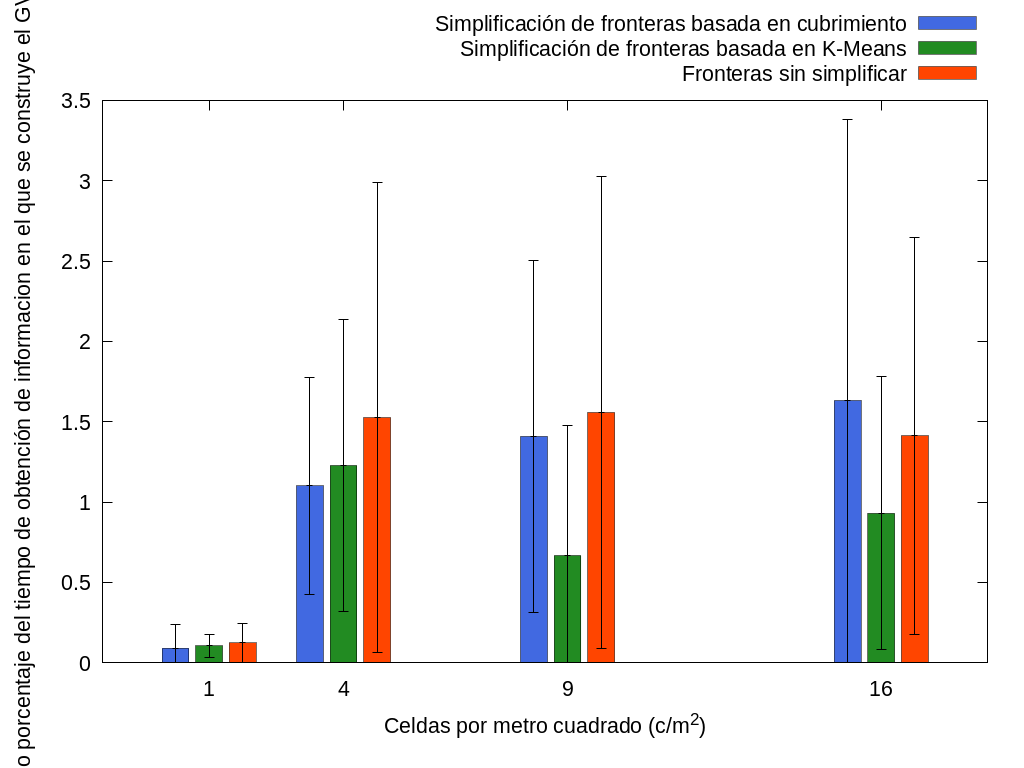 Simplificación de fronteras basada en cubrimiento
Simplificación de fronteras basada en K-Means
Fronteras sin simplificar
o porcentaje del tiempo de obtención de informacion en el que se construye el GV
3.5
3
2.5
2
1.5
1
0.5
0
1 4 9 16
Celdas por metro cuadrado (c/m²)